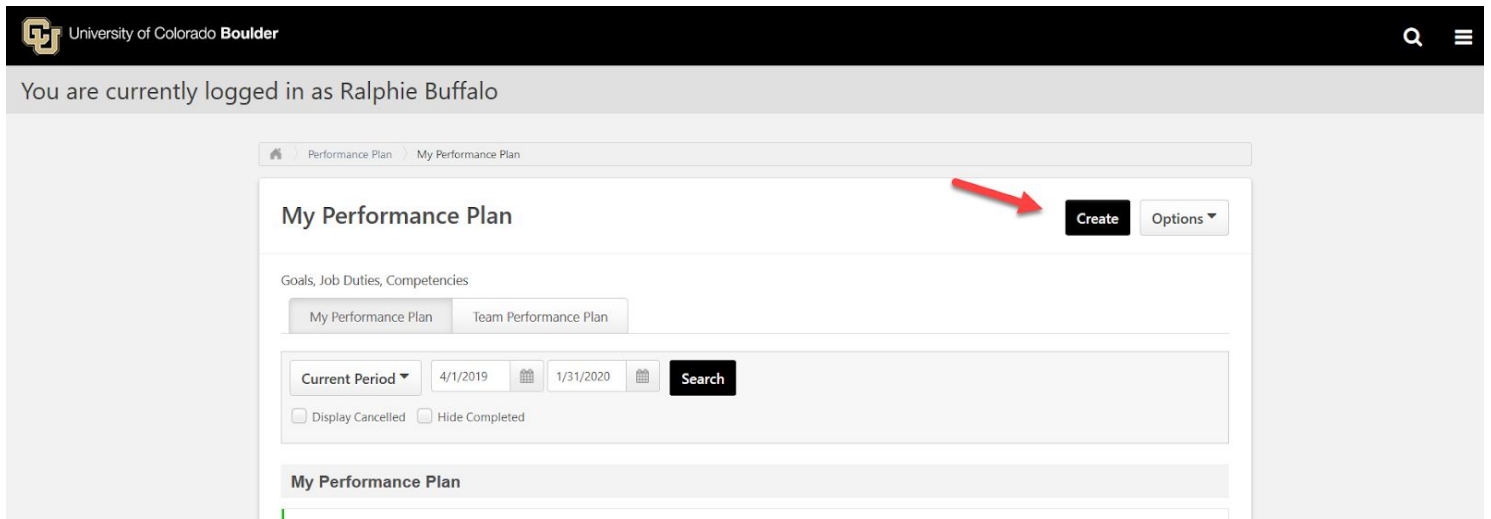 University of Colorado Boulder
You are currently logged in as Ralphie Buffalo
Performance Plan My Performance Plan
My Performance Plan
Create Options
Goals, Job Duties, Competencies
My Performance Plan Team Performance Plan
Current Period 4/1/2019 1/31/2020 Search
Display Cancelled Hide Completed
My Performance Plan